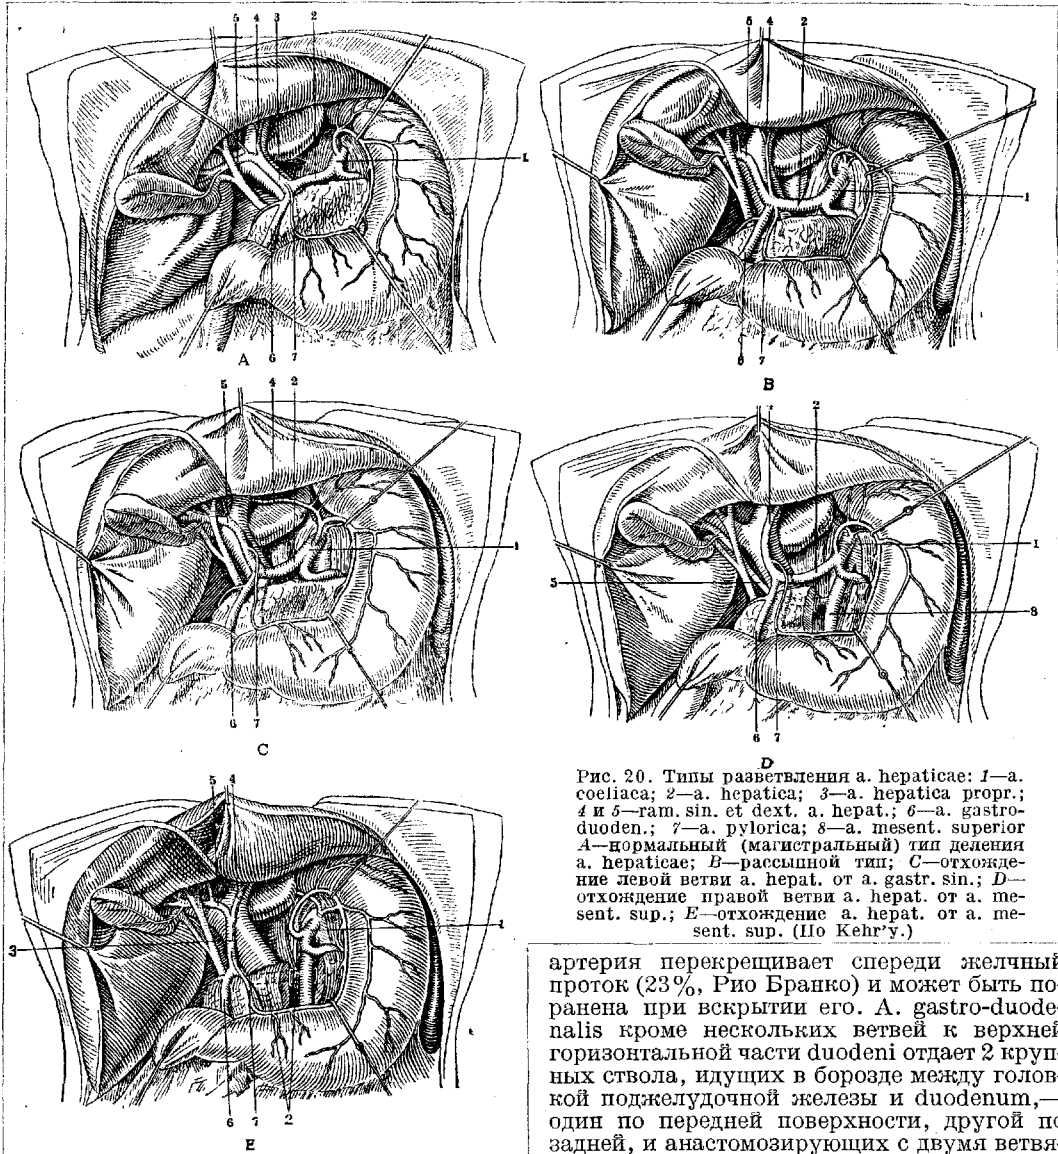 5 4 3 2
1
6 7
A
5 4 2
1
6 7
B
5 4 2
1
6 7
C
4 2
1
5
8
6 7
D
5 4
1
3
6 7 2
E
Рис. 20. Типы разветвления a. hepaticae: 1—a.
coeliaca; 2—a. hepatica; 3—a. hepatica propr.;
4 и 5—ram. sin. et dext. a. hepat.; 6—a. gastro-
duoden.; 7—a. pylorica; 8—a. mesent. superior
A—нормальный (магистральный) тип деления
a. hepaticae; B—рассыпной тип; C—отхожде-
ние левой ветви a. hepat. от a. gastr. sin.; D—
отхождение правой ветви a. hepat. от a. me-
sent. sup.; E—отхождение a. hepat. от a. me-
sent. sup. (По Kehr'у.)
артерия перекрещивает спереди желчный
проток (23%, Рио Бранко) и может быть по-
ранена при вскрытии его. A. gastro-duode-
nalis кроме нескольких ветвей к верхней
горизонтальной части duodeni отдает 2 круп-
ных ствола, идущих в борозде между голов-
кой поджелудочной железы и duodenum,—
один по передней поверхности, другой по
задней, и анастомозирующих с двумя ветвя-